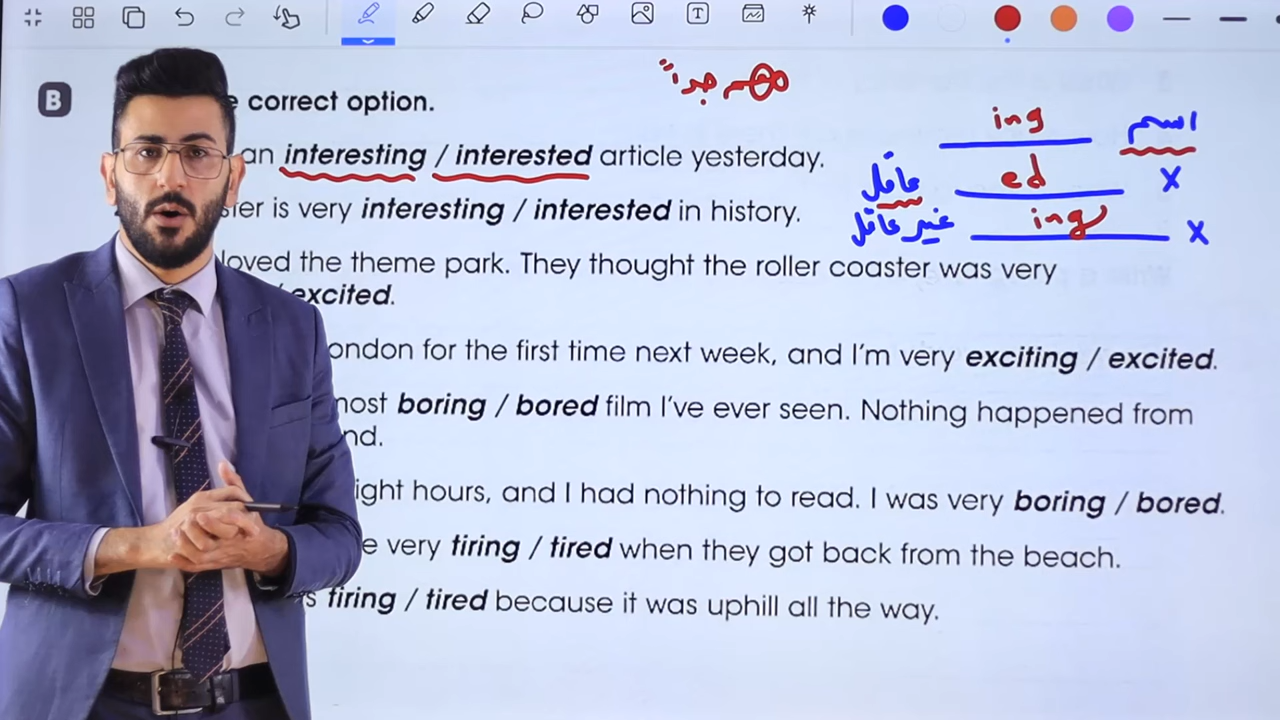 مهم جداً
B
e correct option.
an interesting / interested article yesterday.
ter is very interesting / interested in history.
loved the theme park. They thought the roller coaster was very
/ excited.
ondon for the first time next week, and I'm very exciting / excited.
most boring / bored film I've ever seen. Nothing happened from
nd.
ight hours, and I had nothing to read. I was very boring / bored.
e very tiring / tired when they got back from the beach.
s tiring / tired because it was uphill all the way.
ing اسم
عاقل ed x
غير عاقل ing x